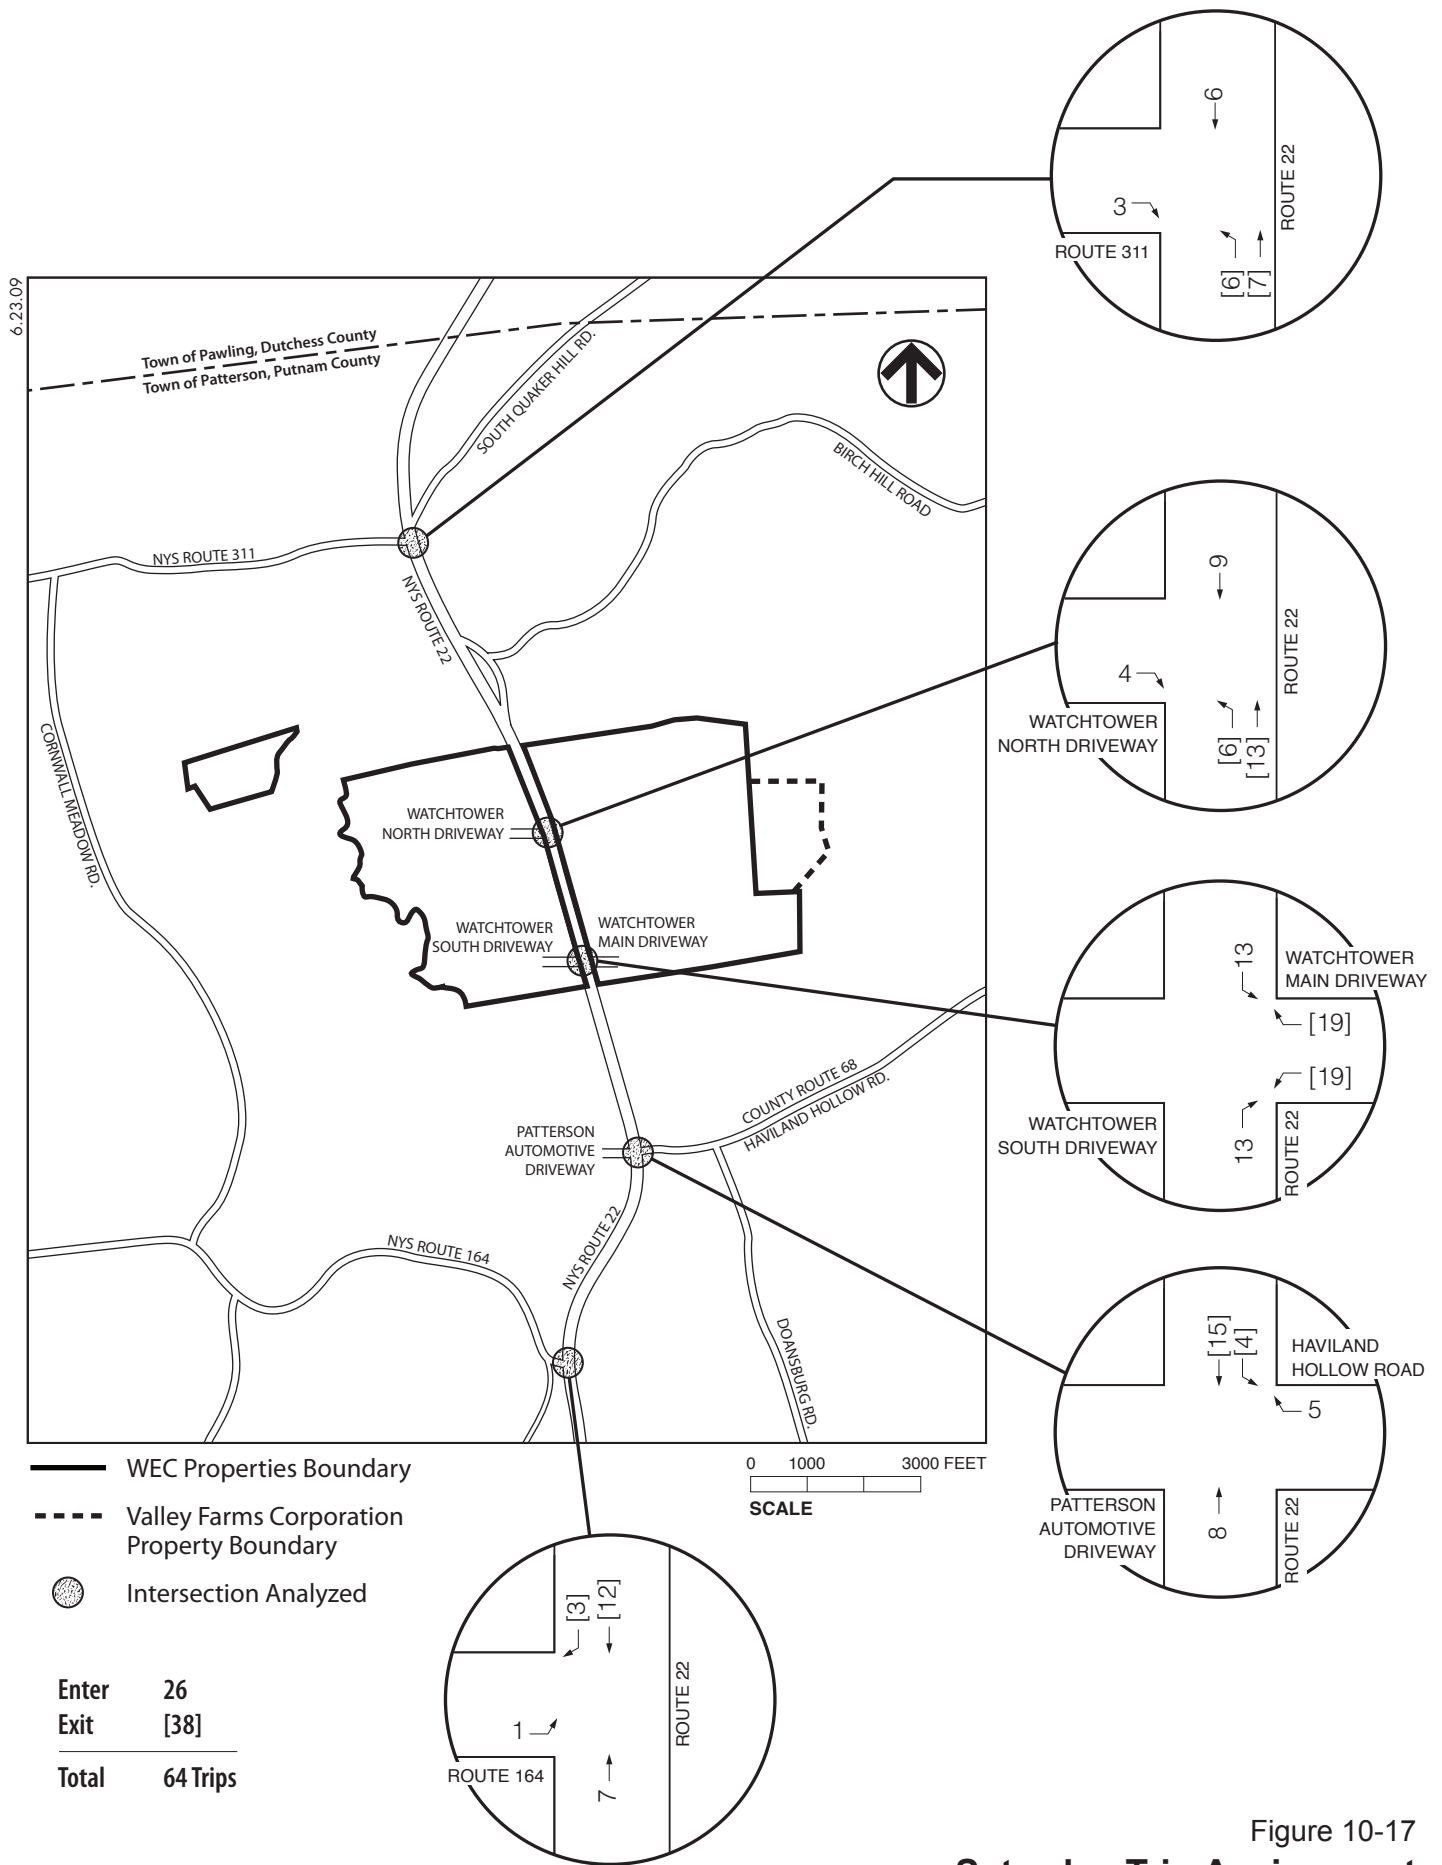 6.23.09
6
ROUTE 22
3
ROUTE 311
[6]
[7]
Town of Pawling, Dutchess County
Town of Patterson, Putnam County
SOUTH QUAKER HILL RD.
BIRCH HILL ROAD
NYS ROUTE 311
NYS ROUTE 22
CORNWALL MEADOW RD.
9
ROUTE 22
4
WATCHTOWER
NORTH DRIVEWAY
[6]
[13]
WATCHTOWER
NORTH DRIVEWAY
WATCHTOWER
SOUTH DRIVEWAY
WATCHTOWER
MAIN DRIVEWAY
13
WATCHTOWER
MAIN DRIVEWAY
[19]
[19]
WATCHTOWER
SOUTH DRIVEWAY
13
ROUTE 22
COUNTY ROUTE 68
HAVILAND HOLLOW RD.
PATTERSON
AUTOMOTIVE
DRIVEWAY
NYS ROUTE 22
NYS ROUTE 164
DOANSBURG RD.
[15]
[4]
HAVILAND
HOLLOW ROAD
5
PATTERSON
AUTOMOTIVE
DRIVEWAY
8
ROUTE 22
WEC Properties Boundary
Valley Farms Corporation
Property Boundary
Intersection Analyzed
0 1000 3000 FEET
SCALE
[3]
[12]
ROUTE 22
1
ROUTE 164
7
Enter 26
Exit [38]
Total 64 Trips
Figure 10-17
Saturday Trip Assignment